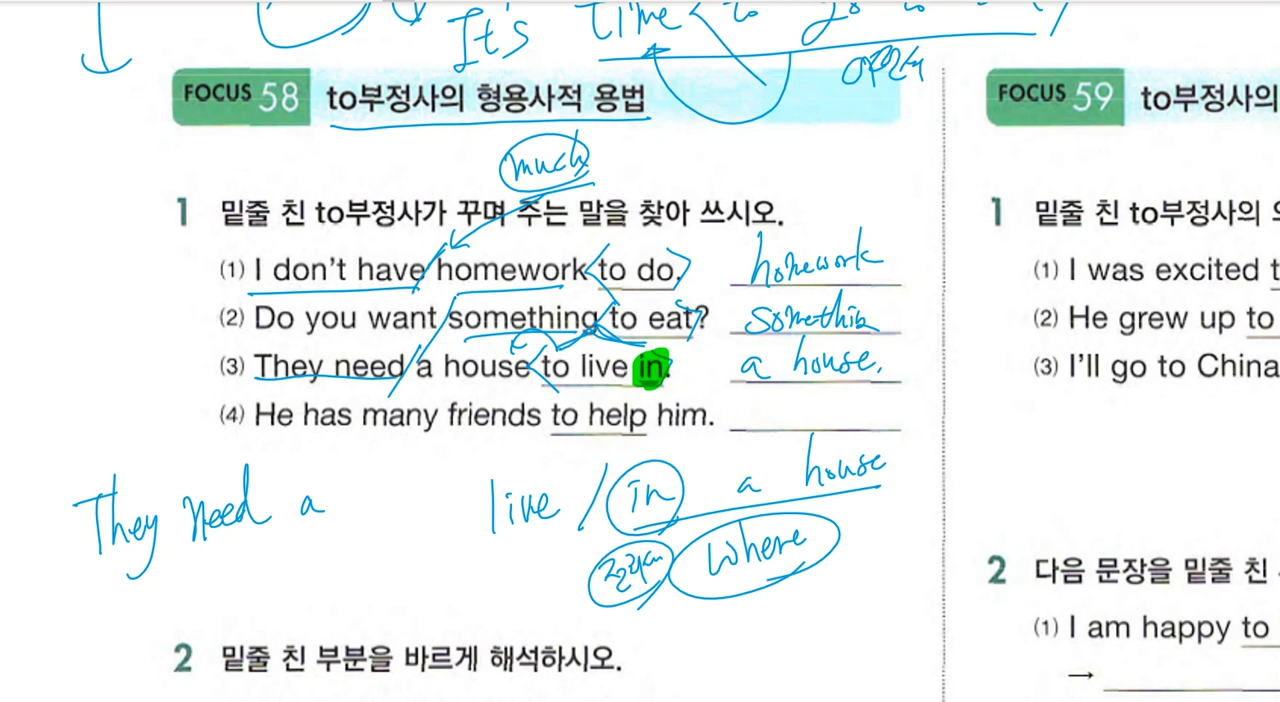 It's time to go to
FOCUS 58 to부정사의 형용사적 용법
much
1 밑줄 친 to부정사가 꾸며 주는 말을 찾아 쓰시오.
(1) I don't have homework to do. homework
(2) Do you want something to eat? somethin
(3) They need a house to live in. a house.
(4) He has many friends to help him.
They need a live / in a house
where
2 밑줄 친 부분을 바르게 해석하시오.
FOCUS 59 to부정사의
1 밑줄 친 to부정사의
(1) I was excited t
(2) He grew up to
(3) I'll go to China
2 다음 문장을 밑줄 친
(1) I am happy to
→